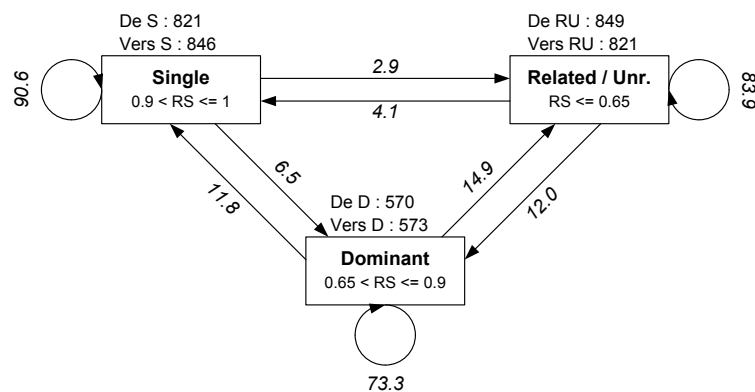 De S : 821
Vers S : 846
De RU : 849
Vers RU : 821
90.6
Single
0.9 < RS <= 1
2.9
4.1
Related / Unr.
RS <= 0.65
83.9
11.8
6.5
De D : 570
Vers D : 573
14.9
12.0
Dominant
0.65 < RS <= 0.9
73.3